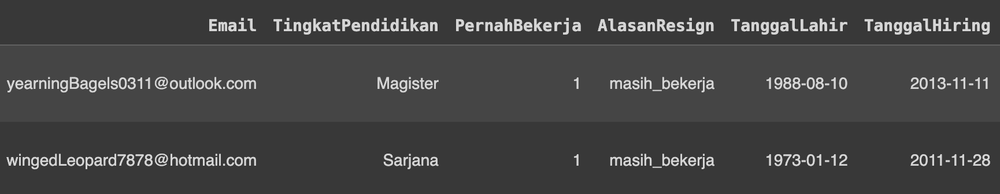 Email TingkatPendidikan PernahBekerja AlasanResign TanggalLahir TanggalHiring
yearningBagels0311@outlook.com Magister 1 masih_bekerja 1988-08-10 2013-11-11
wingedLeopard7878@hotmail.com Sarjana 1 masih_bekerja 1973-01-12 2011-11-28